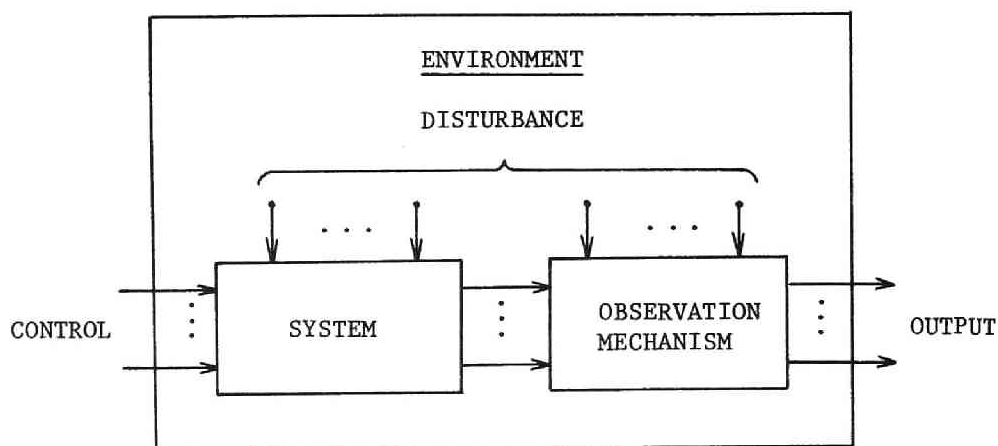 ENVIRONMENT
DISTURBANCE
CONTROL
SYSTEM
OBSERVATION
MECHANISM
OUTPUT